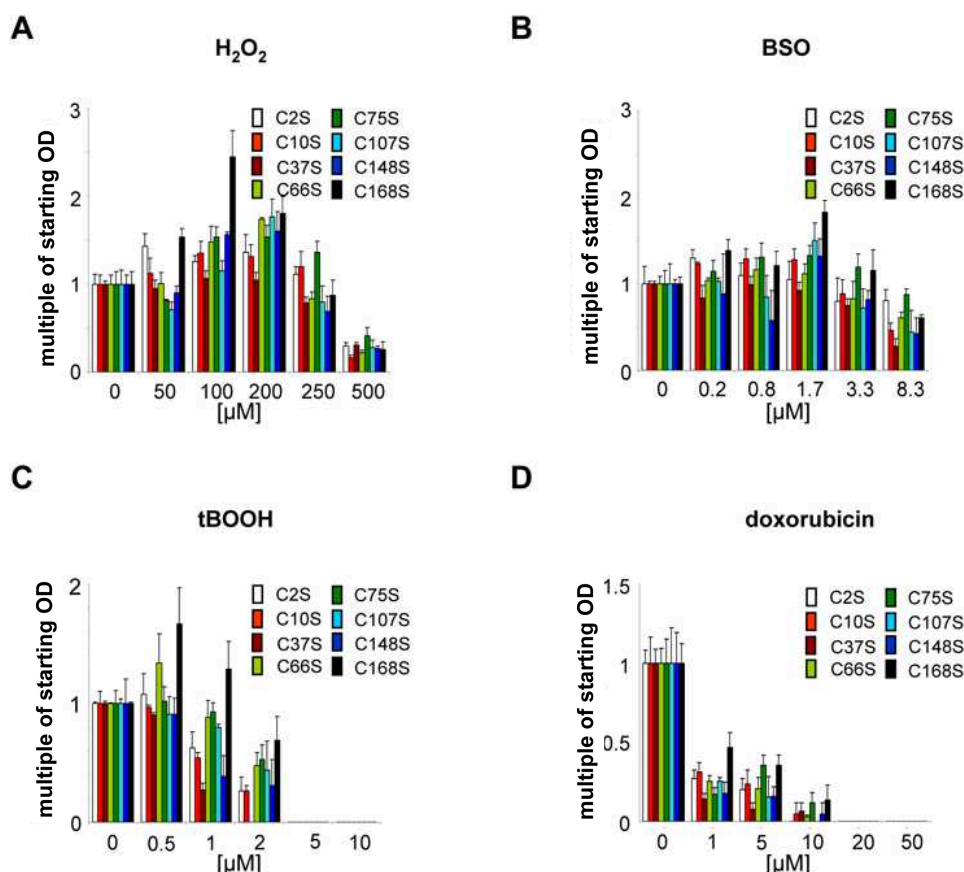 A
H₂O₂
multiple of starting OD
3
2
1
0
C2S
C10S
C37S
C66S
C75S
C107S
C148S
C168S
0 50 100 200 250 500
[µM]
B
BSO
multiple of starting OD
3
2
1
0
C2S
C10S
C37S
C66S
C75S
C107S
C148S
C168S
0 0.2 0.8 1.7 3.3 8.3
[µM]
C
tBOOH
multiple of starting OD
2
1
0
C2S
C10S
C37S
C66S
C75S
C107S
C148S
C168S
0 0.5 1 2 5 10
[µM]
D
doxorubicin
multiple of starting OD
1.5
1
0.5
0
C2S
C10S
C37S
C66S
C75S
C107S
C148S
C168S
0 1 5 10 20 50
[µM]